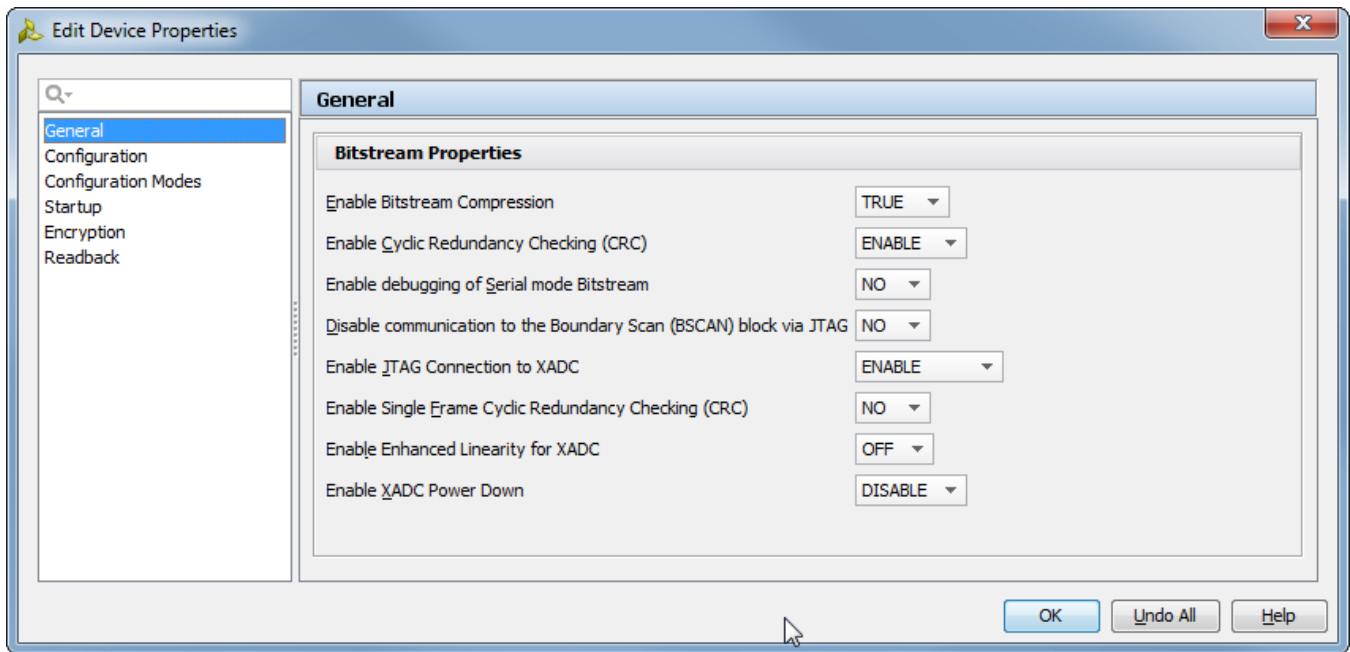 Edit Device Properties
General
Configuration
Configuration Modes
Startup
Encryption
Readback
General
Bitstream Properties
Enable Bitstream Compression TRUE
Enable Cyclic Redundancy Checking (CRC) ENABLE
Enable debugging of Serial mode Bitstream NO
Disable communication to the Boundary Scan (BSCAN) block via JTAG NO
Enable JTAG Connection to XADC ENABLE
Enable Single Frame Cyclic Redundancy Checking (CRC) NO
Enable Enhanced Linearity for XADC OFF
Enable XADC Power Down DISABLE
OK Undo All Help